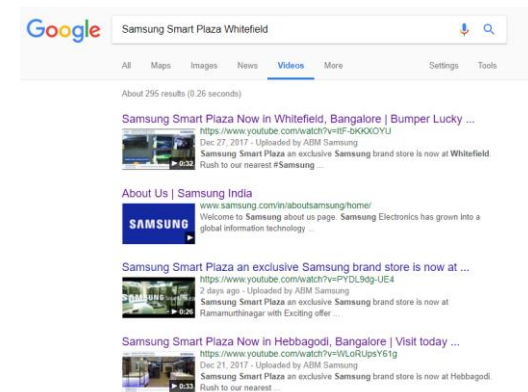 Google
Samsung Smart Plaza Whitefield
All Maps Images News Videos More Settings Tools
About 295 results (0.26 seconds)
Samsung Smart Plaza Now in Whitefield, Bangalore | Bumper Lucky ...
https://www.youtube.com/watch?v=ItF-bKKXOYU
0:32
Dec 27, 2017 - Uploaded by ABM Samsung
Samsung Smart Plaza an exclusive Samsung brand store is now at Whitefield.
Rush to our nearest #Samsung ...
About Us | Samsung India
www.samsung.com/in/aboutsamsung/home/
SAMSUNG
Welcome to Samsung about us page. Samsung Electronics has grown into a
global information technology ...
Samsung Smart Plaza an exclusive Samsung brand store is now at ...
https://www.youtube.com/watch?v=PYDL9dg-UE4
0:26
2 days ago - Uploaded by ABM Samsung
Samsung Smart Plaza an exclusive Samsung brand store is now at
Ramamurthinagar with Exciting offer ...
Samsung Smart Plaza Now in Hebbagodi, Bangalore | Visit today ...
https://www.youtube.com/watch?v=WLoRUpsY61g
0:33
Dec 21, 2017 - Uploaded by ABM Samsung
Samsung Smart Plaza an exclusive Samsung brand store is now at Hebbagodi.
Rush to our nearest ...